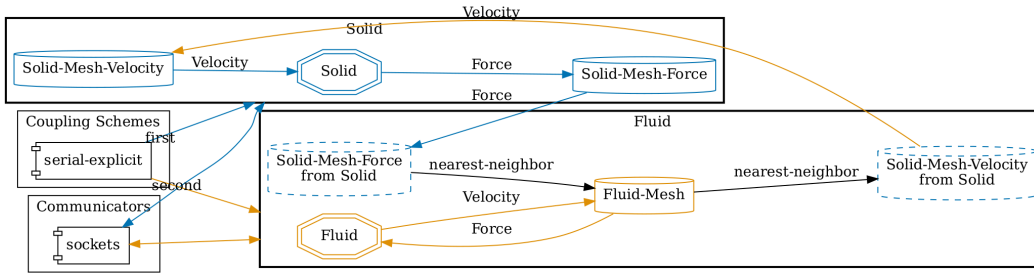 Velocity
Solid
Solid-Mesh-Velocity
Velocity
Solid
Force
Solid-Mesh-Force
Force
Coupling Schemes
first
serial-explicit
second
Communicators
sockets
Fluid
Solid-Mesh-Force
from Solid
nearest-neighbor
Fluid-Mesh
nearest-neighbor
Solid-Mesh-Velocity
from Solid
Velocity
Fluid
Force